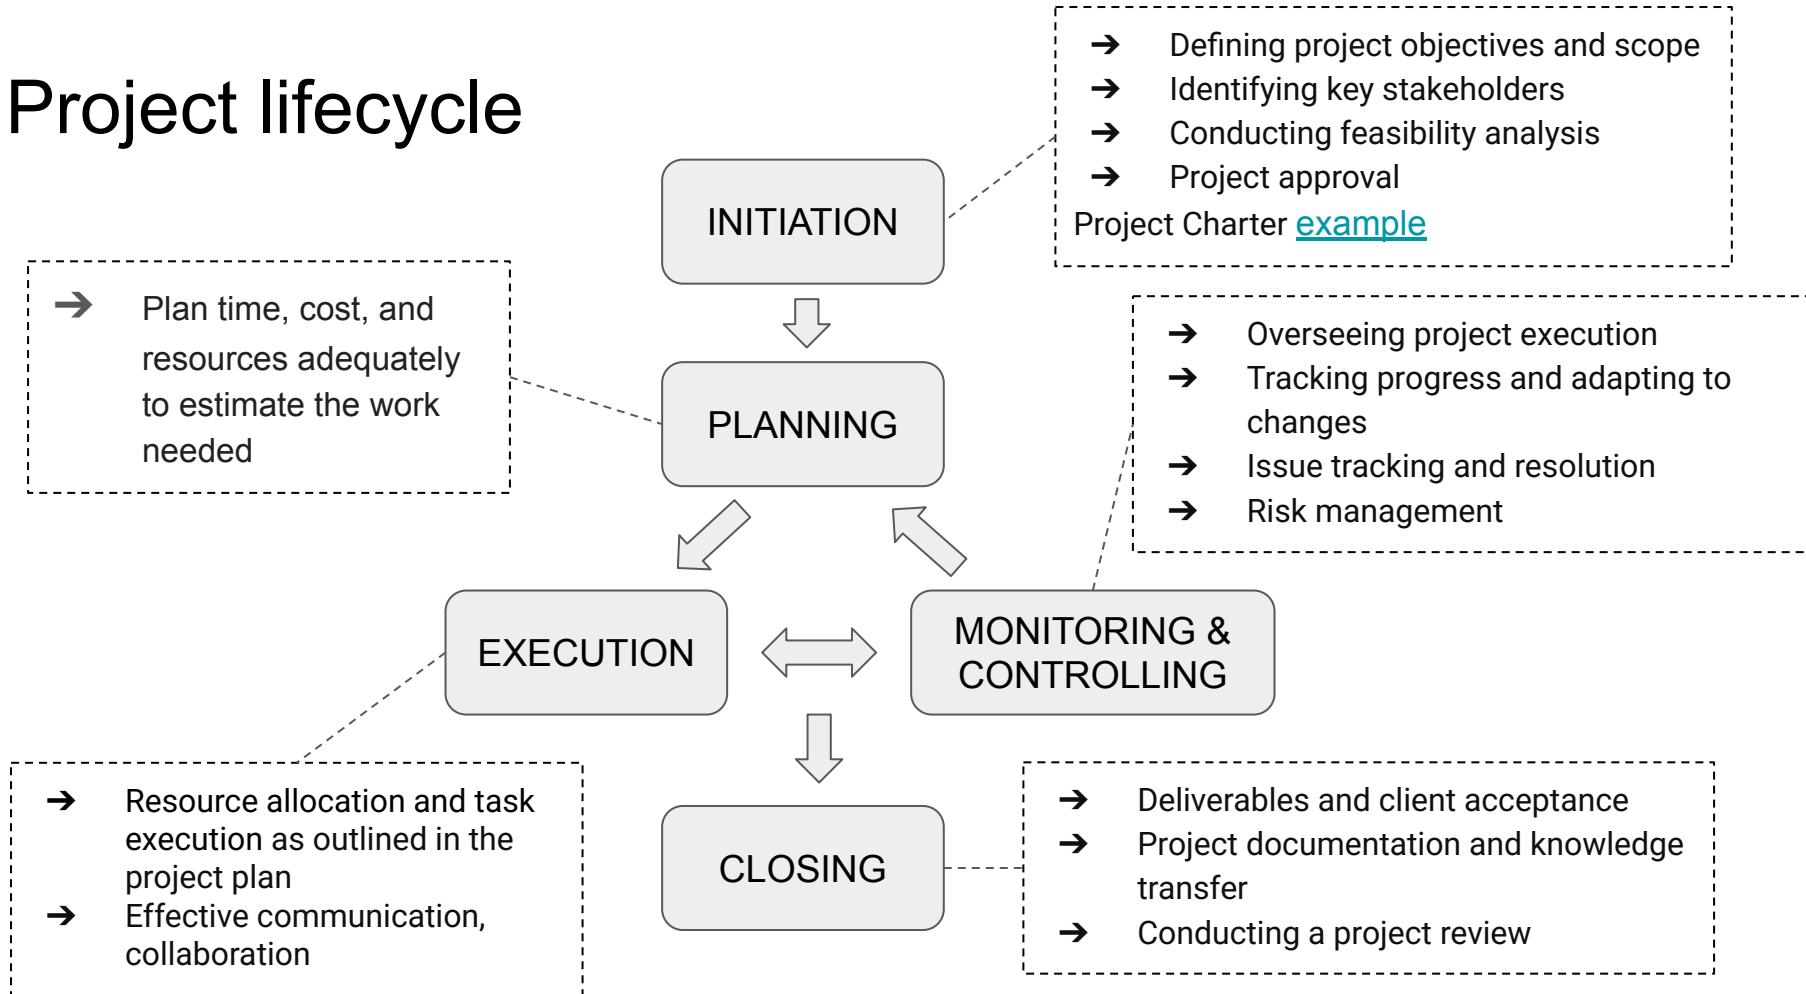 Project lifecycle
➔ Defining project objectives and scope
➔ Identifying key stakeholders
➔ Conducting feasibility analysis
➔ Project approval
Project Charter example
INITIATION
➔ Plan time, cost, and
resources adequately
to estimate the work
needed
PLANNING
➔ Overseeing project execution
➔ Tracking progress and adapting to
changes
➔ Issue tracking and resolution
➔ Risk management
EXECUTION
MONITORING &
CONTROLLING
➔ Resource allocation and task
execution as outlined in the
project plan
➔ Effective communication,
collaboration
CLOSING
➔ Deliverables and client acceptance
➔ Project documentation and knowledge
transfer
➔ Conducting a project review